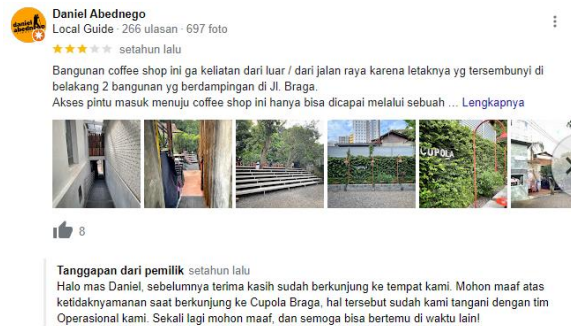 Daniel Abednego
Local Guide · 266 ulasan · 697 foto
setahun lalu
Bangunan coffee shop ini ga keliatan dari luar / dari jalan raya karena letaknya yg tersembunyi di
belakang 2 bangunan yg berdampingan di Jl. Braga.
Akses pintu masuk menuju coffee shop ini hanya bisa dicapai melalui sebuah ... Lengkapnya
CUPOLA
8
Tanggapan dari pemilik setahun lalu
Halo mas Daniel, sebelumnya terima kasih sudah berkunjung ke tempat kami. Mohon maaf atas
ketidaknyamanan saat berkunjung ke Cupola Braga, hal tersebut sudah kami tangani dengan tim
Operasional kami. Sekali lagi mohon maaf, dan semoga bisa bertemu di waktu lain!